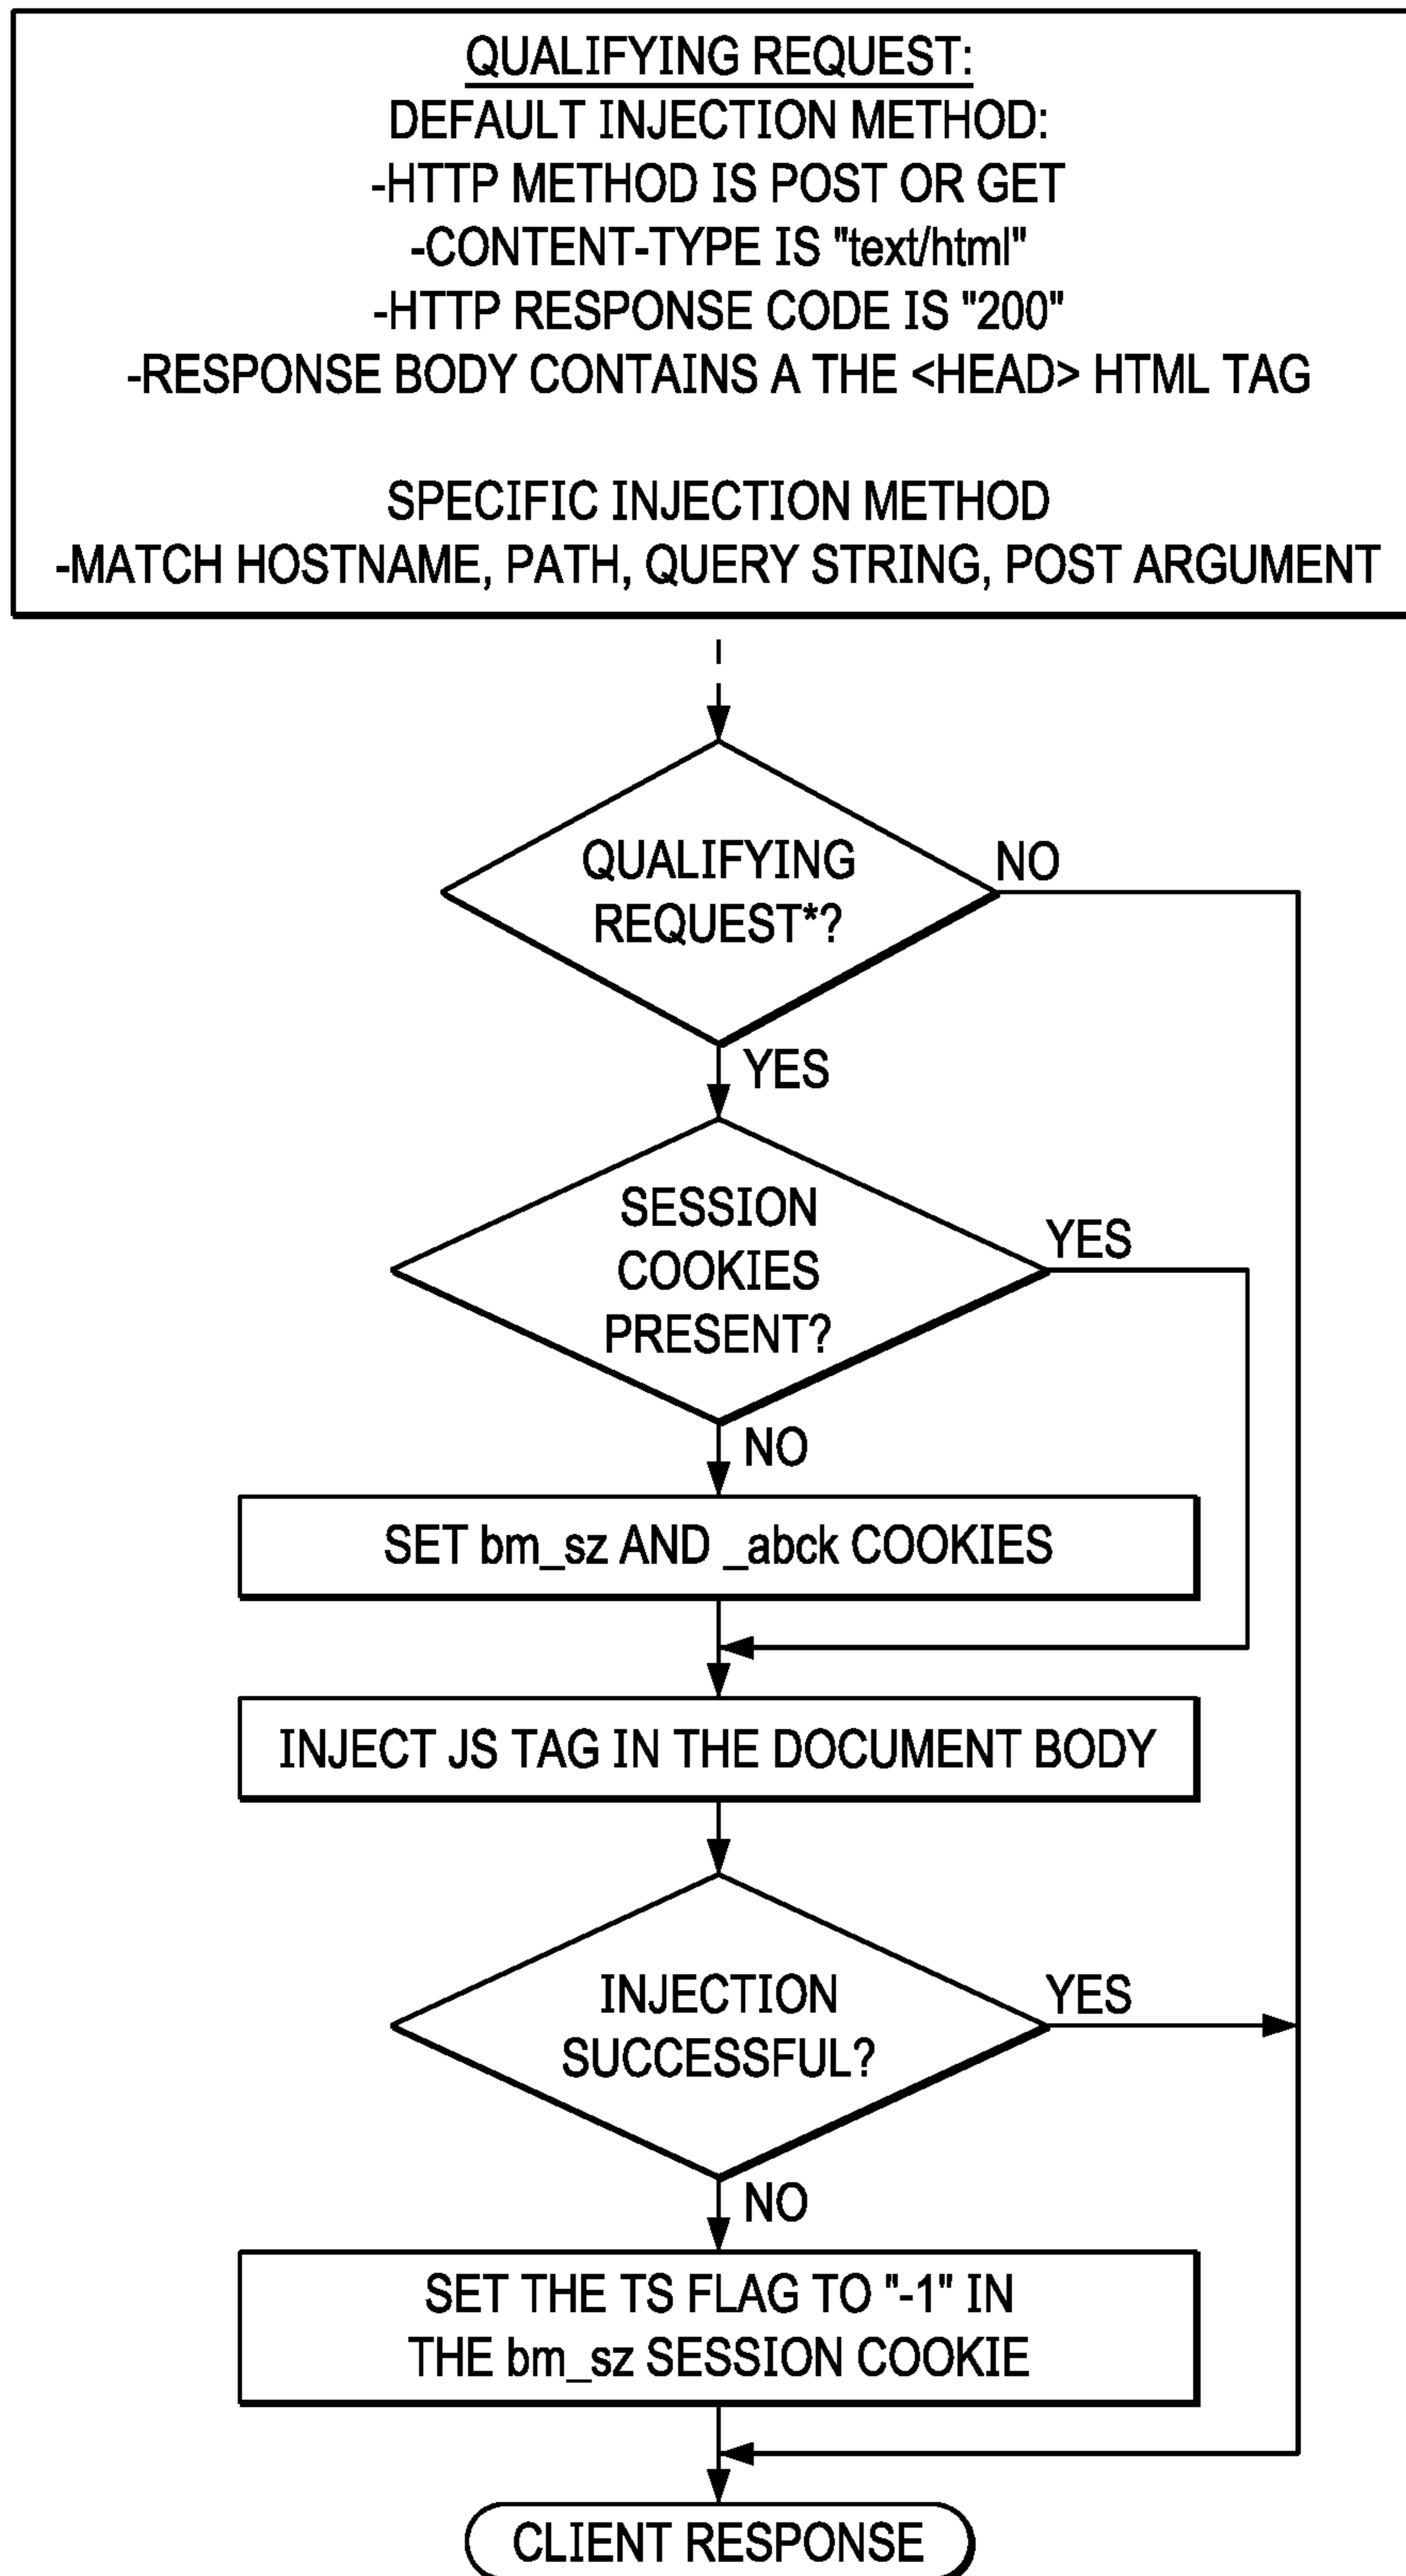 QUALIFYING REQUEST:
DEFAULT INJECTION METHOD:
-HTTP METHOD IS POST OR GET
-CONTENT-TYPE IS "text/html"
-HTTP RESPONSE CODE IS "200"
-RESPONSE BODY CONTAINS A THE <HEAD> HTML TAG
SPECIFIC INJECTION METHOD
-MATCH HOSTNAME, PATH, QUERY STRING, POST ARGUMENT
QUALIFYING
REQUEST*?
NO
YES
SESSION
COOKIES
PRESENT?
YES
NO
SET bm_sz AND _abck COOKIES
INJECT JS TAG IN THE DOCUMENT BODY
INJECTION
SUCCESSFUL?
YES
NO
SET THE TS FLAG TO "-1" IN
THE bm_sz SESSION COOKIE
CLIENT RESPONSE